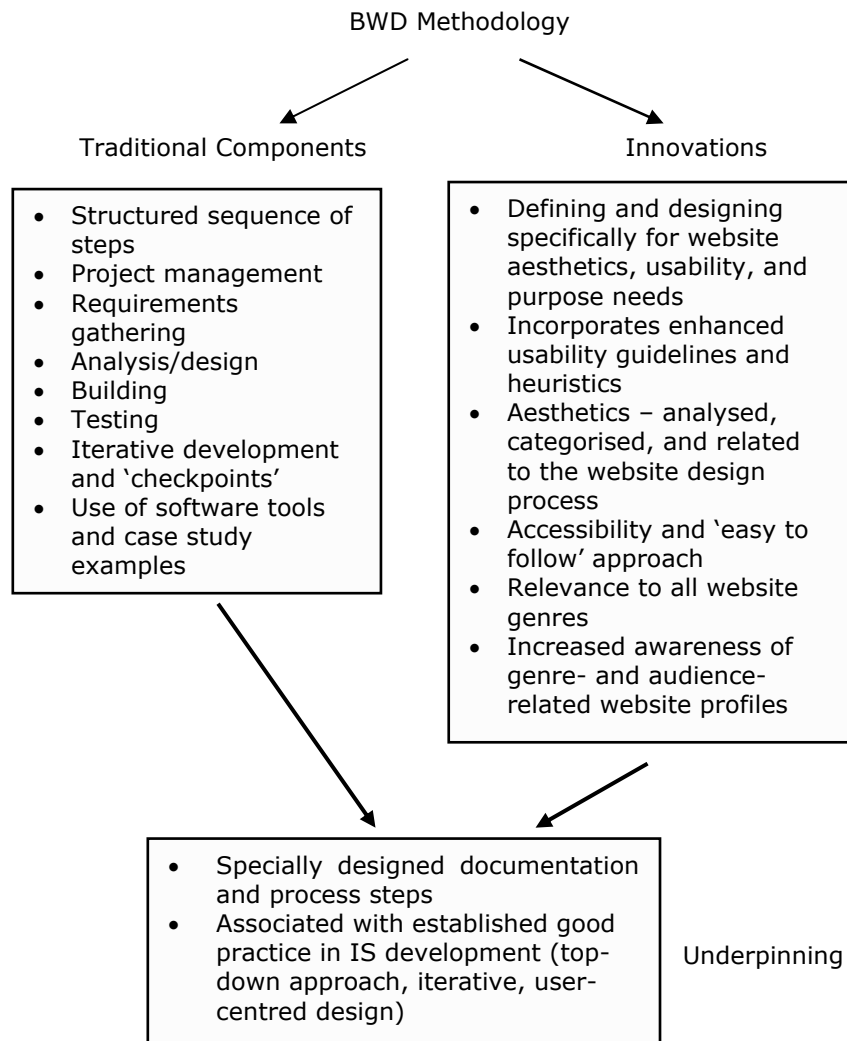 BWD Methodology
Traditional Components
• Structured sequence of
steps
• Project management
• Requirements
gathering
• Analysis/design
• Building
• Testing
• Iterative development
and ‘checkpoints’
• Use of software tools
and case study
examples
Innovations
• Defining and designing
specifically for website
aesthetics, usability, and
purpose needs
• Incorporates enhanced
usability guidelines and
heuristics
• Aesthetics – analysed,
categorised, and related
to the website design
process
• Accessibility and ‘easy to
follow’ approach
• Relevance to all website
genres
• Increased awareness of
genre- and audience-
related website profiles
• Specially designed documentation
and process steps
• Associated with established good
practice in IS development (top-
down approach, iterative, user-
centred design)
Underpinning